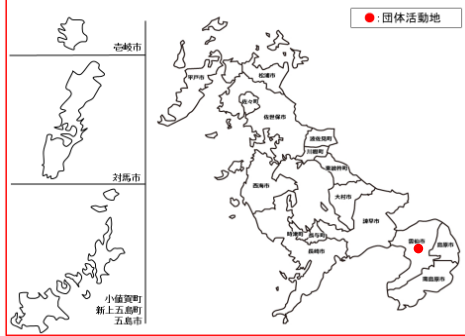 ●:団体活動地
壱岐市
対馬市
小値賀町
新上五島町
五島市
平戸市
松浦市
佐々町
佐世保市
波佐見町
川棚町
東彼杵町
西海市
大村市
時津町
長与町
諫早市
長崎市
雲仙市
島原市
南島原市